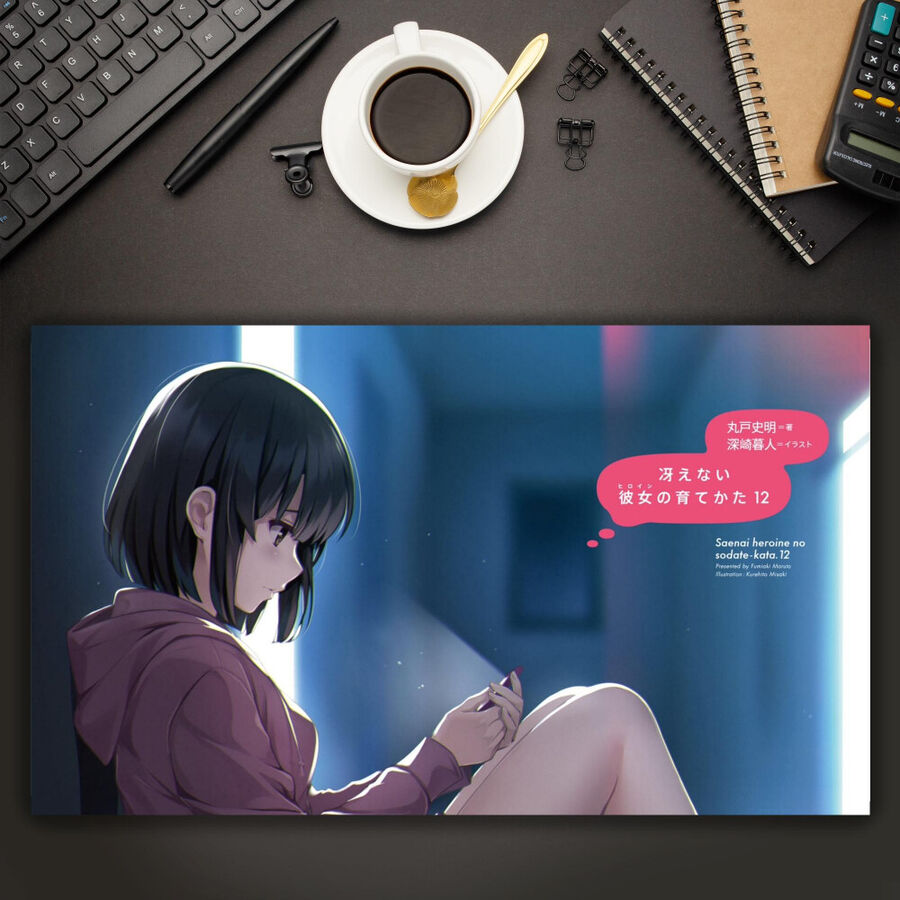 丸戸史明=著
深崎暮人=イラスト
冴えない
ヒロイン
彼女の育てかた 12
Saenai heroine no
sodate-kata.12
Presented by Fumiaki Maruto
Illustration : Kurehito Misaki